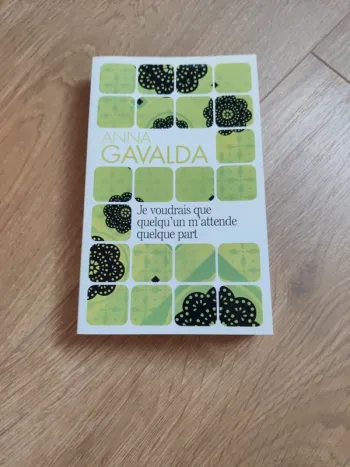 ANNA
GAVALDA
Je voudrais que
quelqu'un m'attende
quelque part